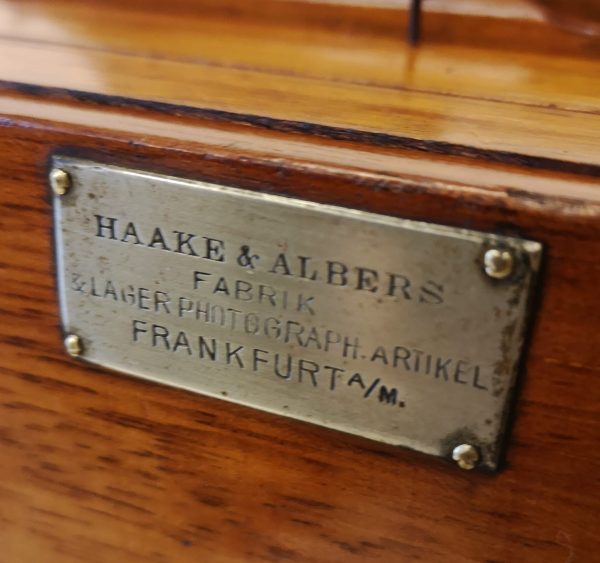 HAAKE & ALBERS
FABRIK
& LAGER PHOTOGRAPH. ARTIKEL
FRANKFURT A/M.